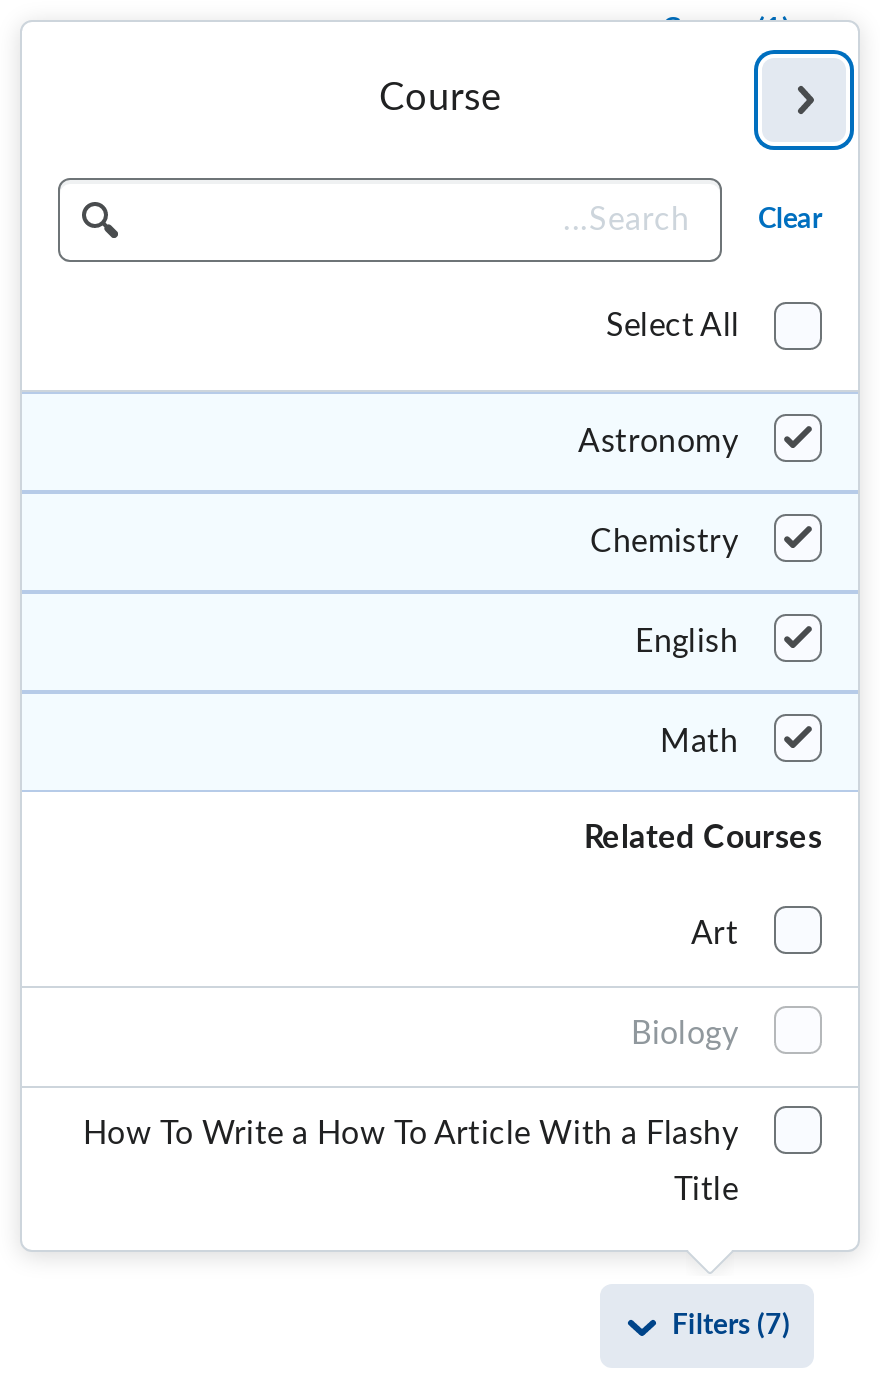 Course
...Search
Clear
Select All
Astronomy
Chemistry
English
Math
Related Courses
Art
Biology
How To Write a How To Article With a Flashy
Title
Filters (7)